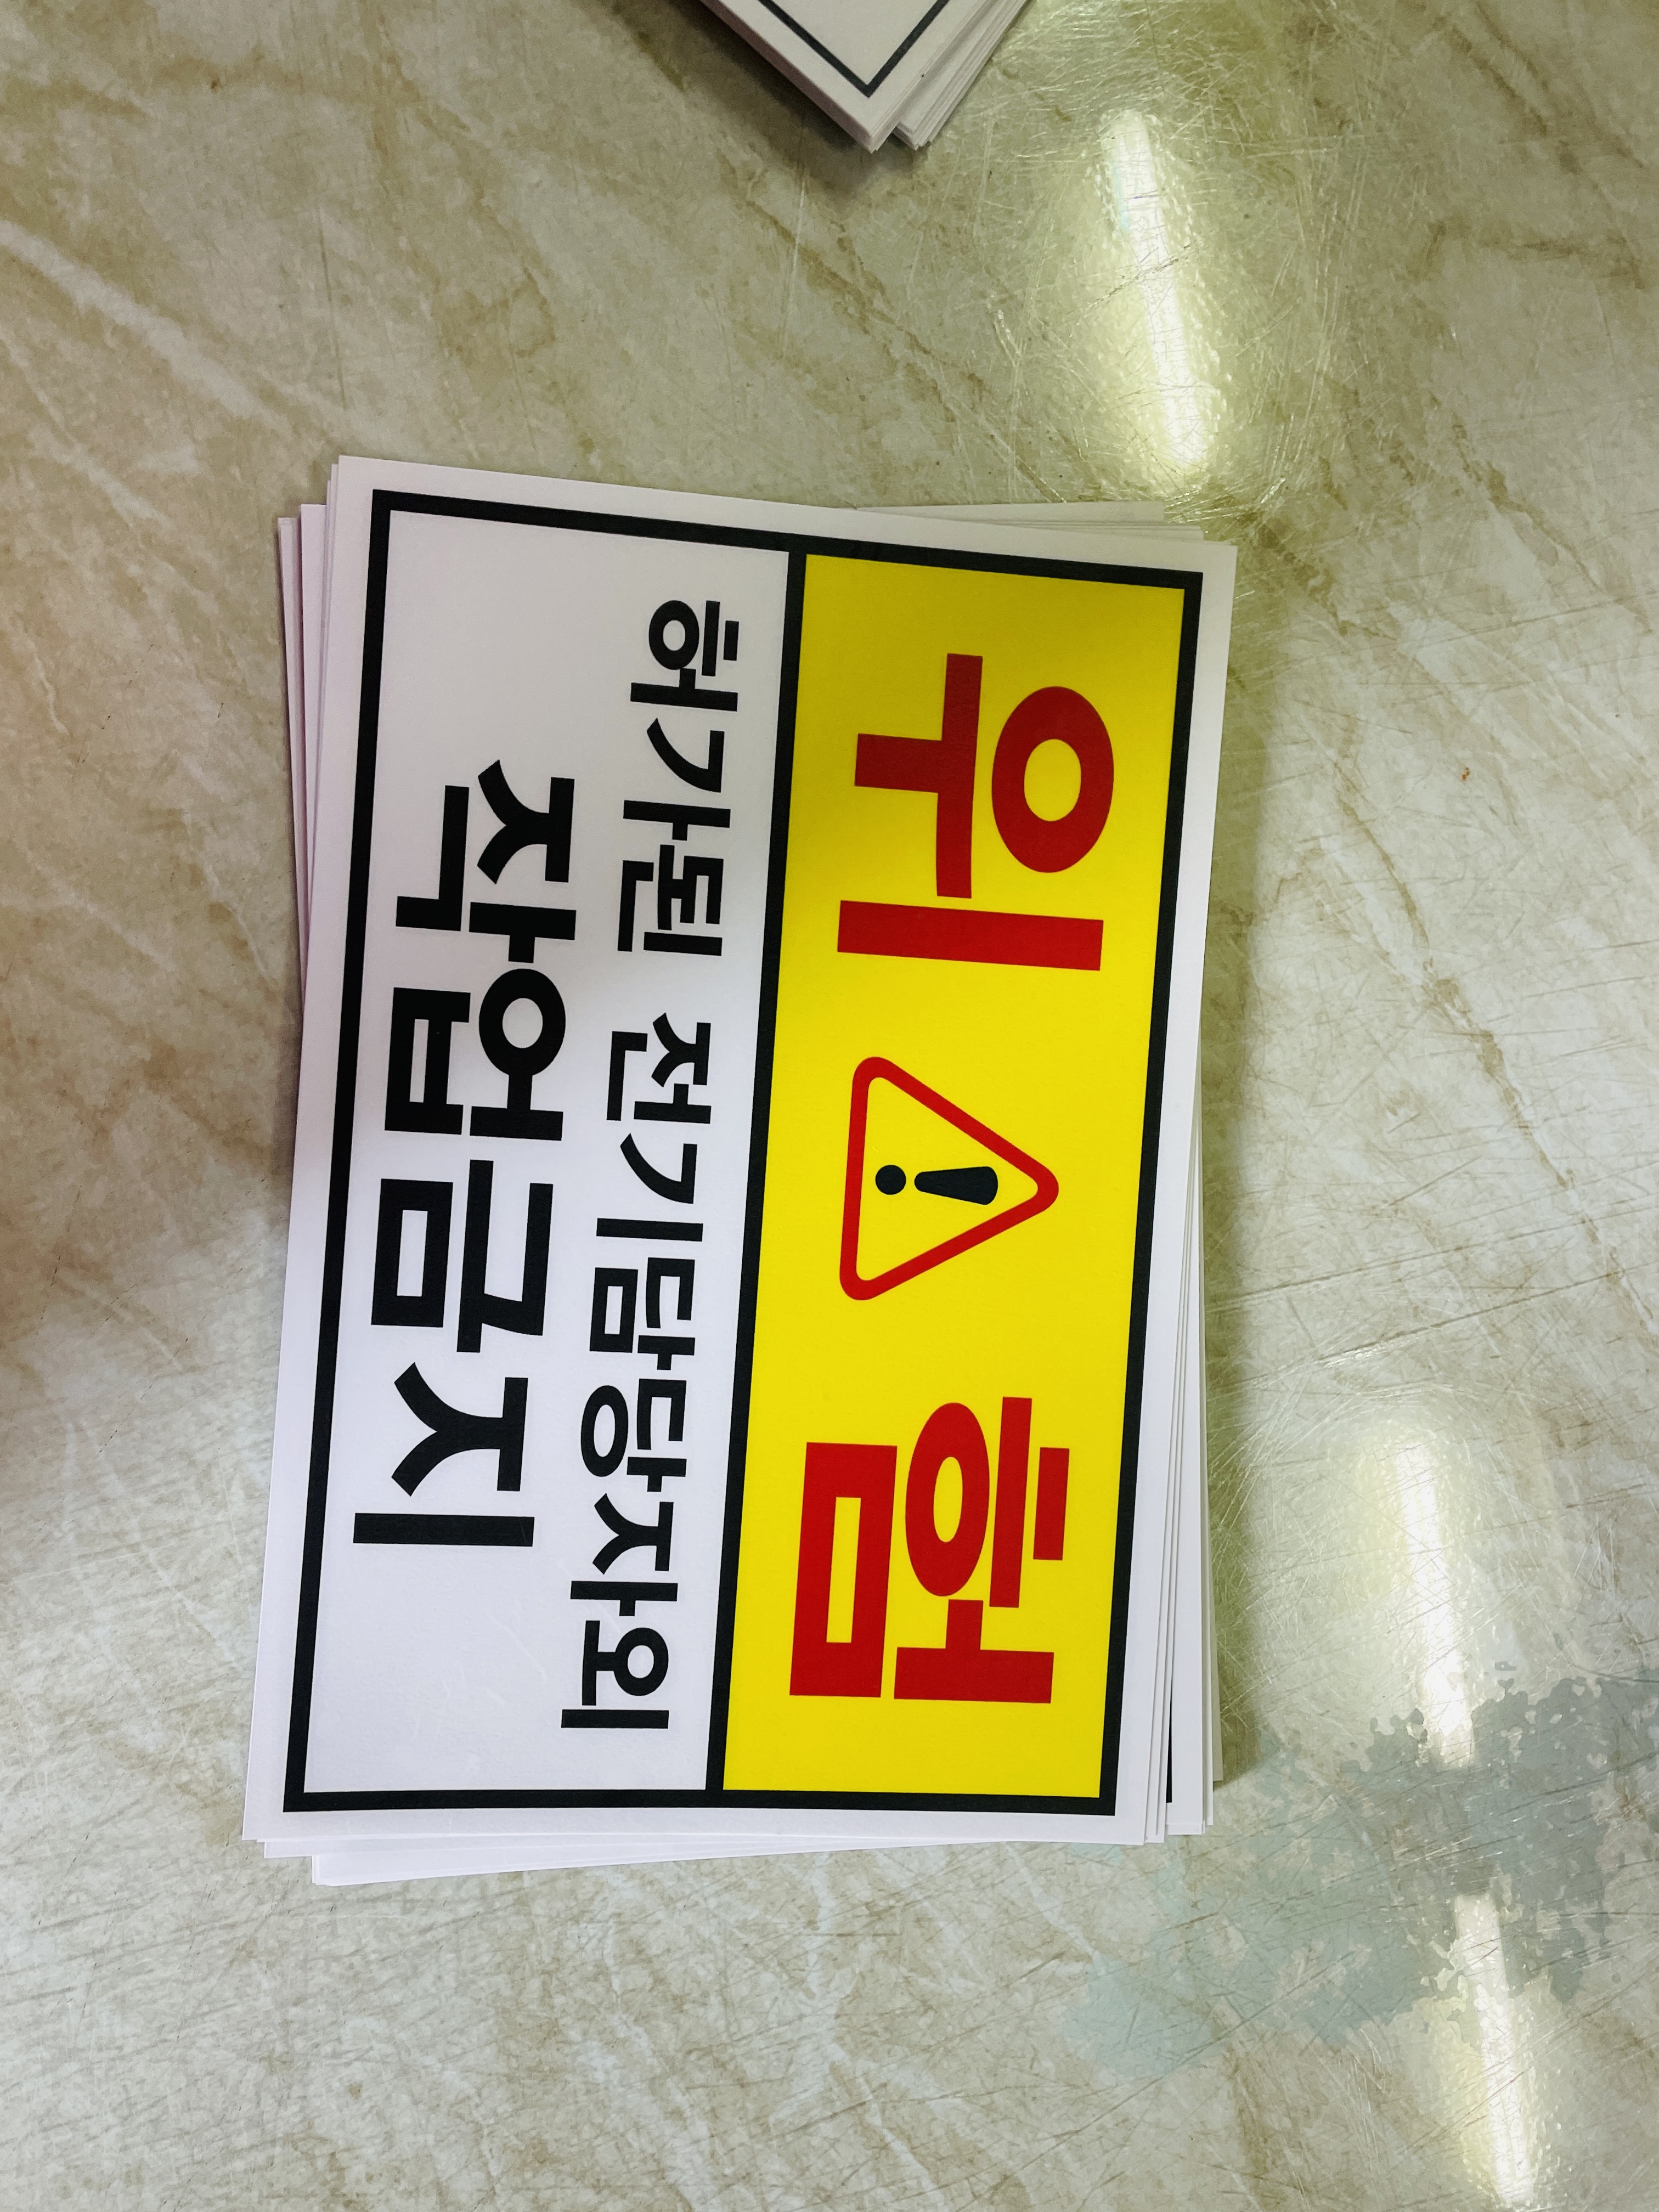 위 험
허가된 전기담당자외
작업금지